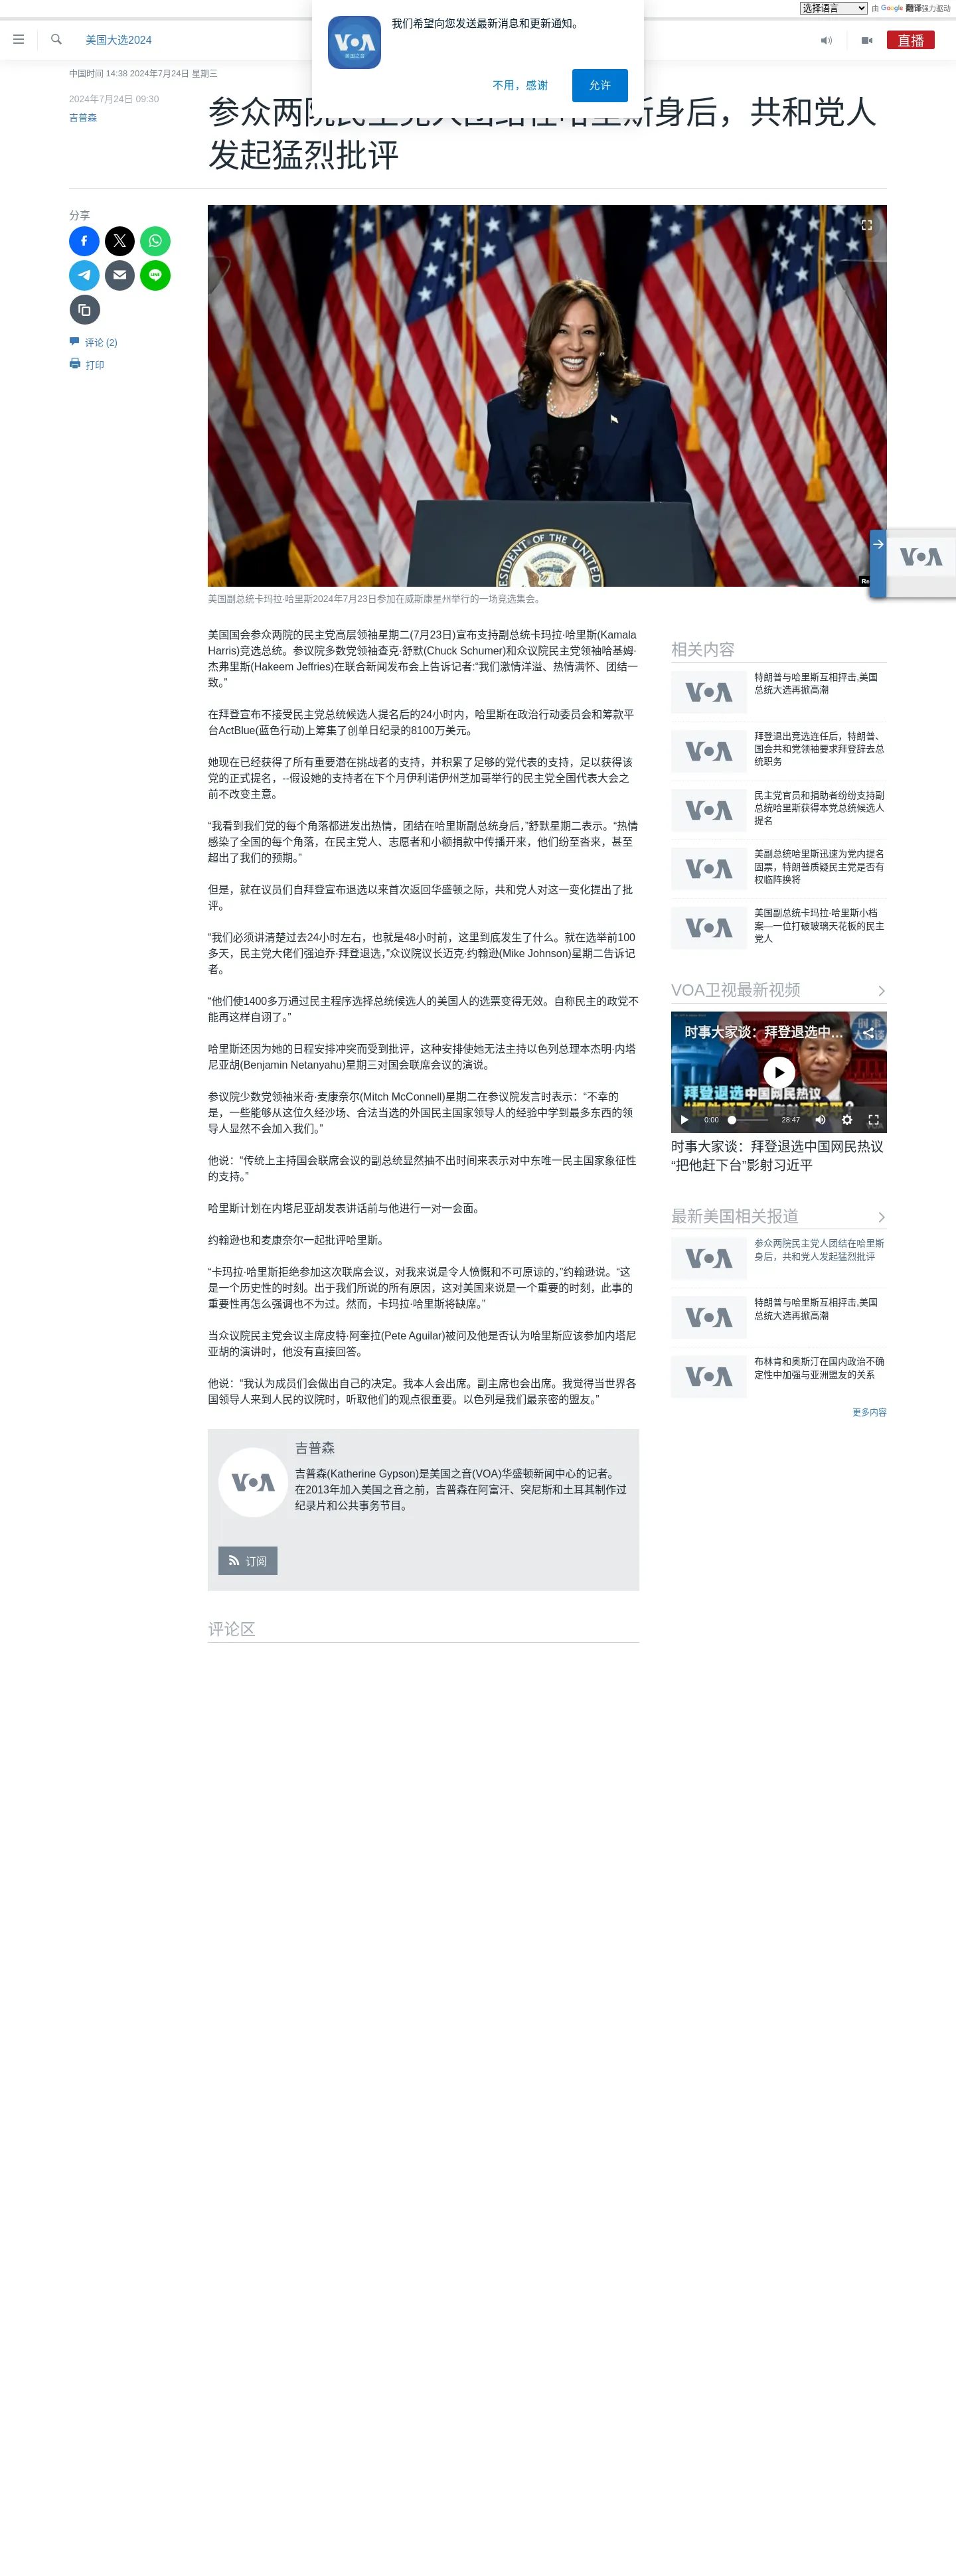 选择语言
由 Google 翻译强力驱动
我们希望向您发送最新消息和更新通知。
VOA
美国之音
不用，感谢
允许
美国大选2024
直播
中国时间 14:38 2024年7月24日 星期三
2024年7月24日 09:30
吉普森
参众两院民主党人团结在哈里斯身后，共和党人
发起猛烈批评
分享
评论 (2)
打印
PRESIDENT OF THE UNITED
美国副总统卡玛拉·哈里斯2024年7月23日参加在威斯康星州举行的一场竞选集会。
VOA
美国国会参众两院的民主党高层领袖星期二(7月23日)宣布支持副总统卡玛拉·哈里斯(Kamala
Harris)竞选总统。参议院多数党领袖查克·舒默(Chuck Schumer)和众议院民主党领袖哈基姆·
杰弗里斯(Hakeem Jeffries)在联合新闻发布会上告诉记者:“我们激情洋溢、热情满怀、团结一
致。”
在拜登宣布不接受民主党总统候选人提名后的24小时内，哈里斯在政治行动委员会和筹款平
台ActBlue(蓝色行动)上筹集了创单日纪录的8100万美元。
她现在已经获得了所有重要潜在挑战者的支持，并积累了足够的党代表的支持，足以获得该
党的正式提名，--假设她的支持者在下个月伊利诺伊州芝加哥举行的民主党全国代表大会之
前不改变主意。
“我看到我们党的每个角落都迸发出热情，团结在哈里斯副总统身后，”舒默星期二表示。“热情
感染了全国的每个角落，在民主党人、志愿者和小额捐款中传播开来，他们纷至沓来，甚至
超出了我们的预期。”
但是，就在议员们自拜登宣布退选以来首次返回华盛顿之际，共和党人对这一变化提出了批
评。
“我们必须讲清楚过去24小时左右，也就是48小时前，这里到底发生了什么。就在选举前100
多天，民主党大佬们强迫乔·拜登退选，”众议院议长迈克·约翰逊(Mike Johnson)星期二告诉记
者。
“他们使1400多万通过民主程序选择总统候选人的美国人的选票变得无效。自称民主的政党不
能再这样自诩了。”
哈里斯还因为她的日程安排冲突而受到批评，这种安排使她无法主持以色列总理本杰明·内塔
尼亚胡(Benjamin Netanyahu)星期三对国会联席会议的演说。
参议院少数党领袖米奇·麦康奈尔(Mitch McConnell)星期二在参议院发言时表示：“不幸的
是，一些能够从这位久经沙场、合法当选的外国民主国家领导人的经验中学到最多东西的领
导人显然不会加入我们。”
他说：“传统上主持国会联席会议的副总统显然抽不出时间来表示对中东唯一民主国家象征性
的支持。”
哈里斯计划在内塔尼亚胡发表讲话前与他进行一对一会面。
约翰逊也和麦康奈尔一起批评哈里斯。
“卡玛拉·哈里斯拒绝参加这次联席会议，对我来说是令人愤慨和不可原谅的，”约翰逊说。“这
是一个历史性的时刻。出于我们所说的所有原因，这对美国来说是一个重要的时刻，此事的
重要性再怎么强调也不为过。然而，卡玛拉·哈里斯将缺席。”
当众议院民主党会议主席皮特·阿奎拉(Pete Aguilar)被问及他是否认为哈里斯应该参加内塔尼
亚胡的演讲时，他没有直接回答。
他说：“我认为成员们会做出自己的决定。我本人会出席。副主席也会出席。我觉得当世界各
国领导人来到人民的议院时，听取他们的观点很重要。以色列是我们最亲密的盟友。”
VOA
吉普森
吉普森(Katherine Gypson)是美国之音(VOA)华盛顿新闻中心的记者。
在2013年加入美国之音之前，吉普森在阿富汗、突尼斯和土耳其制作过
纪录片和公共事务节目。
订阅
评论区
相关内容
VOA
特朗普与哈里斯互相抨击,美国
总统大选再掀高潮
VOA
拜登退出竞选连任后，特朗普、
国会共和党领袖要求拜登辞去总
统职务
VOA
民主党官员和捐助者纷纷支持副
总统哈里斯获得本党总统候选人
提名
VOA
美副总统哈里斯迅速为党内提名
固票，特朗普质疑民主党是否有
权临阵换将
VOA
美国副总统卡玛拉·哈里斯小档
案—一位打破玻璃天花板的民主
党人
VOA卫视最新视频
时事大家谈：拜登退选中…
拜登退选中国网民热议
“把他赶下台”影射习近平？
0:00
28:47
时事大家谈：拜登退选中国网民热议
“把他赶下台”影射习近平
最新美国相关报道
VOA
参众两院民主党人团结在哈里斯
身后，共和党人发起猛烈批评
VOA
特朗普与哈里斯互相抨击,美国
总统大选再掀高潮
VOA
布林肯和奥斯汀在国内政治不确
定性中加强与亚洲盟友的关系
更多内容